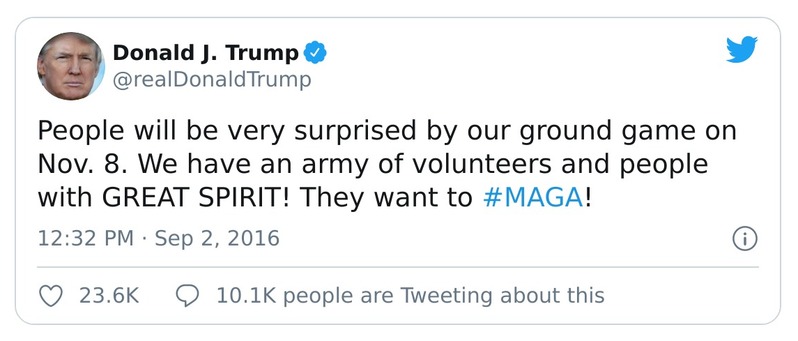 Donald J. Trump
@realDonaldTrump
People will be very surprised by our ground game on
Nov. 8. We have an army of volunteers and people
with GREAT SPIRIT! They want to #MAGA!
12:32 PM · Sep 2, 2016
23.6K 10.1K people are Tweeting about this